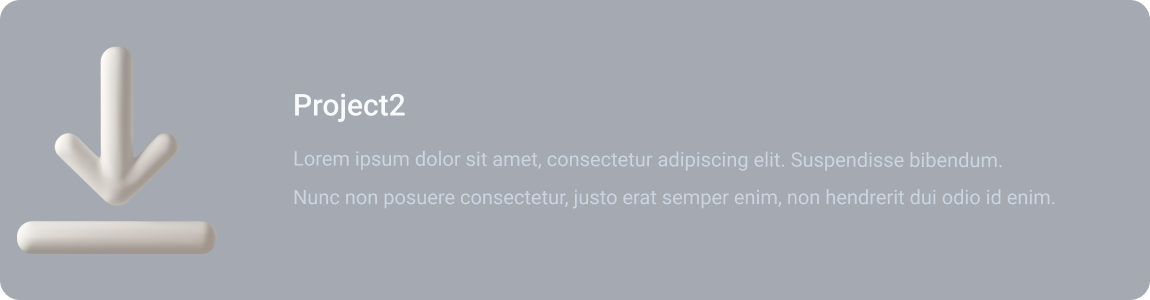 Project2
Lorem ipsum dolor sit amet, consectetur adipiscing elit. Suspendisse bibendum.
Nunc non posuere consectetur, justo erat semper enim, non hendrerit dui odio id enim.